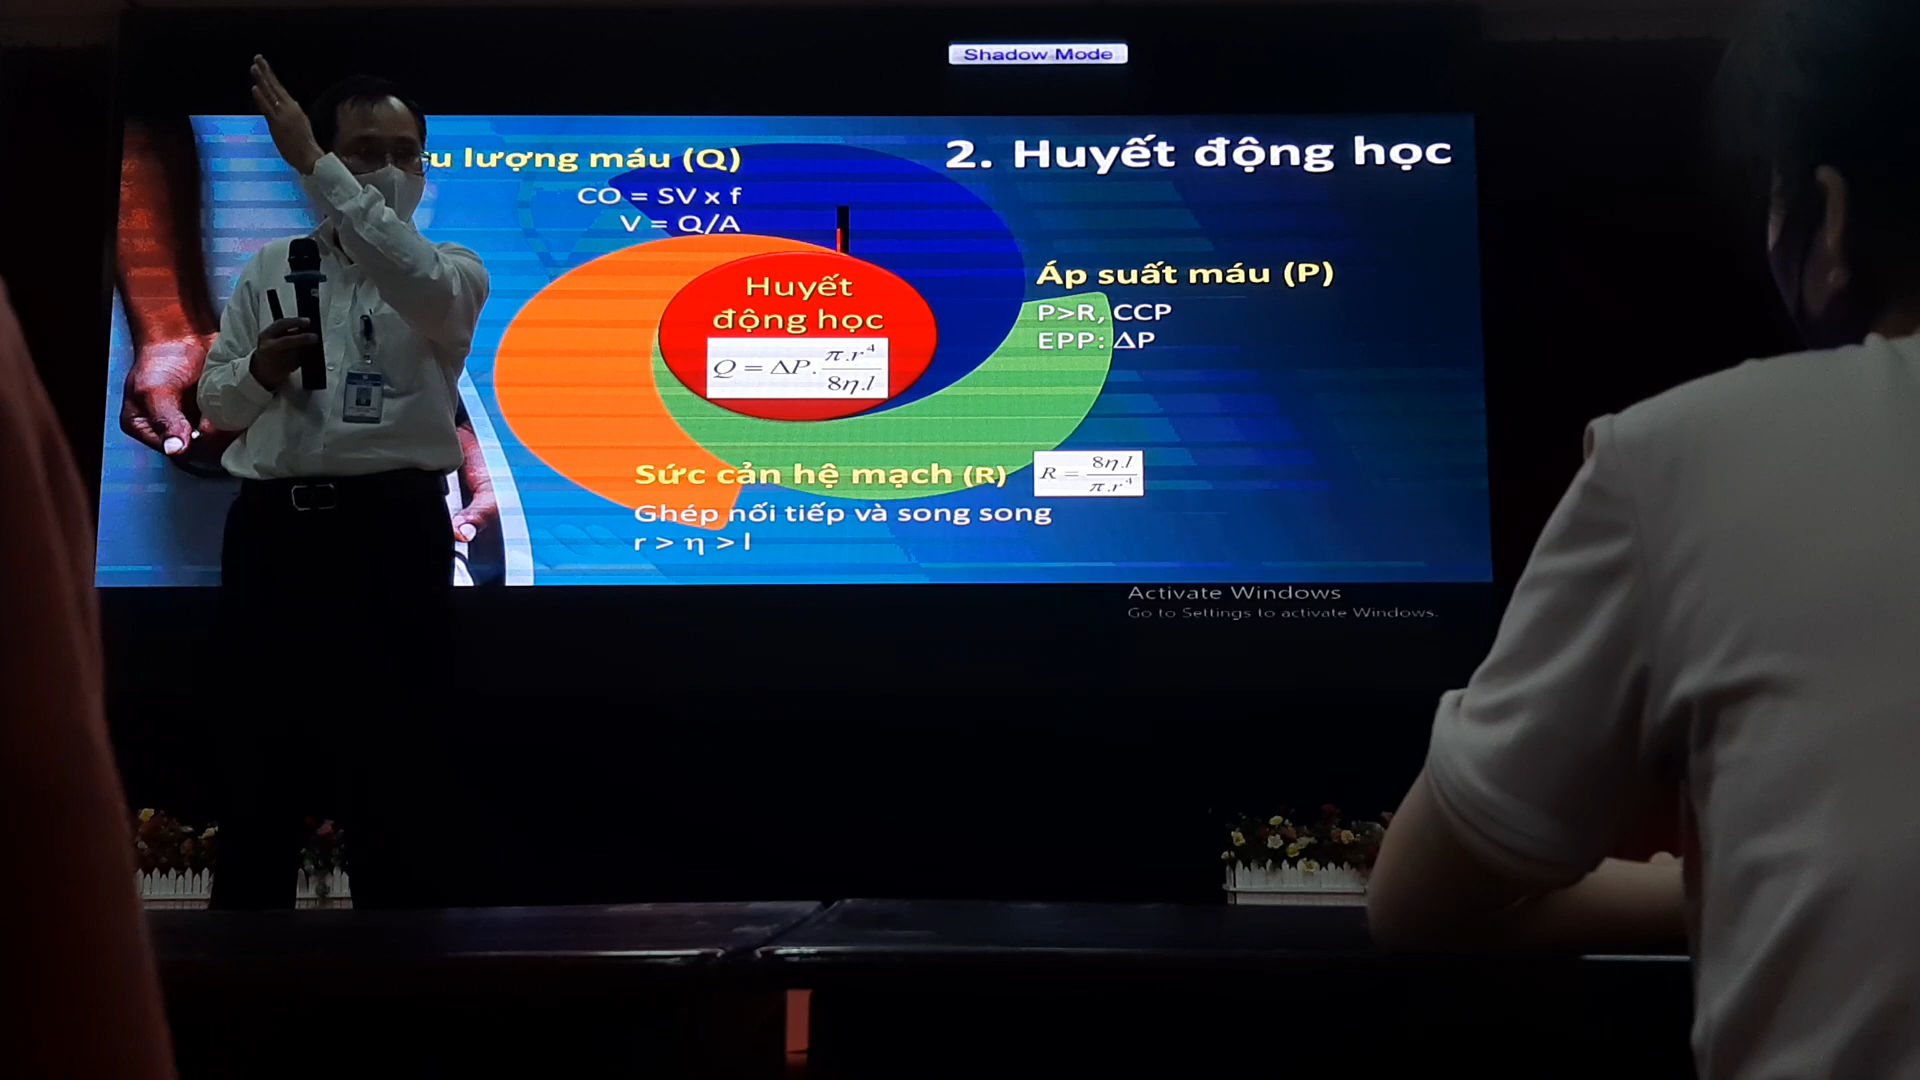 Shadow Mode
2. Huyết động học
lượng máu (Q)
CO = SV x f
V = Q/A
Huyết
động học
Q = ΔP. π.r⁴ / 8η.l
Áp suất máu (P)
P>R, CCP
EPP: ΔP
Sức cản hệ mạch (R)
R = 8η.l / π.r⁴
Ghép nối tiếp và song song
r > η > l
Activate Windows
Go to Settings to activate Windows.